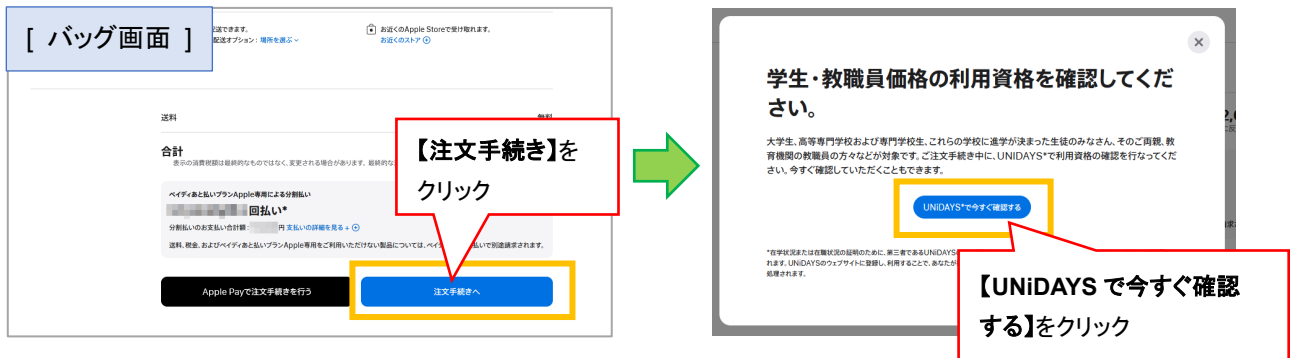 [ バッグ画面 ]
配送できます。
配送オプション: 場所を選ぶ
お近くのApple Storeで受け取れます。
お近くのストア
送料
無料
合計
表示の消費税額は最終的なものではなく、変更される場合があります。最終的な
ペイディあと払いプランApple専用による分割払い
回払い*
分割払いのお支払い合計額: 円 支払いの詳細を見る +
送料、税金、およびペイディあと払いプランApple専用をご利用いただけない製品については、ペイ
払いで別途請求されます。
Apple Payで注文手続きを行う
注文手続きへ
【注文手続き】を
クリック
学生・教職員価格の利用資格を確認してくだ
さい。
大学生、高等専門学校および専門学校生、これらの学校に進学が決まった生徒のみなさん、そのご両親、教
育機関の教職員の方々などが対象です。ご注文手続き中に、UNiDAYS*で利用資格の確認を行なってくだ
さい。今すぐ確認していただくこともできます。
UNiDAYS*で今すぐ確認する
*在学状況または在職状況の証明のために、第三者であるUNiDAYS
れます。UNiDAYSのウェブサイトに登録し、利用することで、あなたが
処理されます。
【UNiDAYS で今すぐ確認
する】をクリック